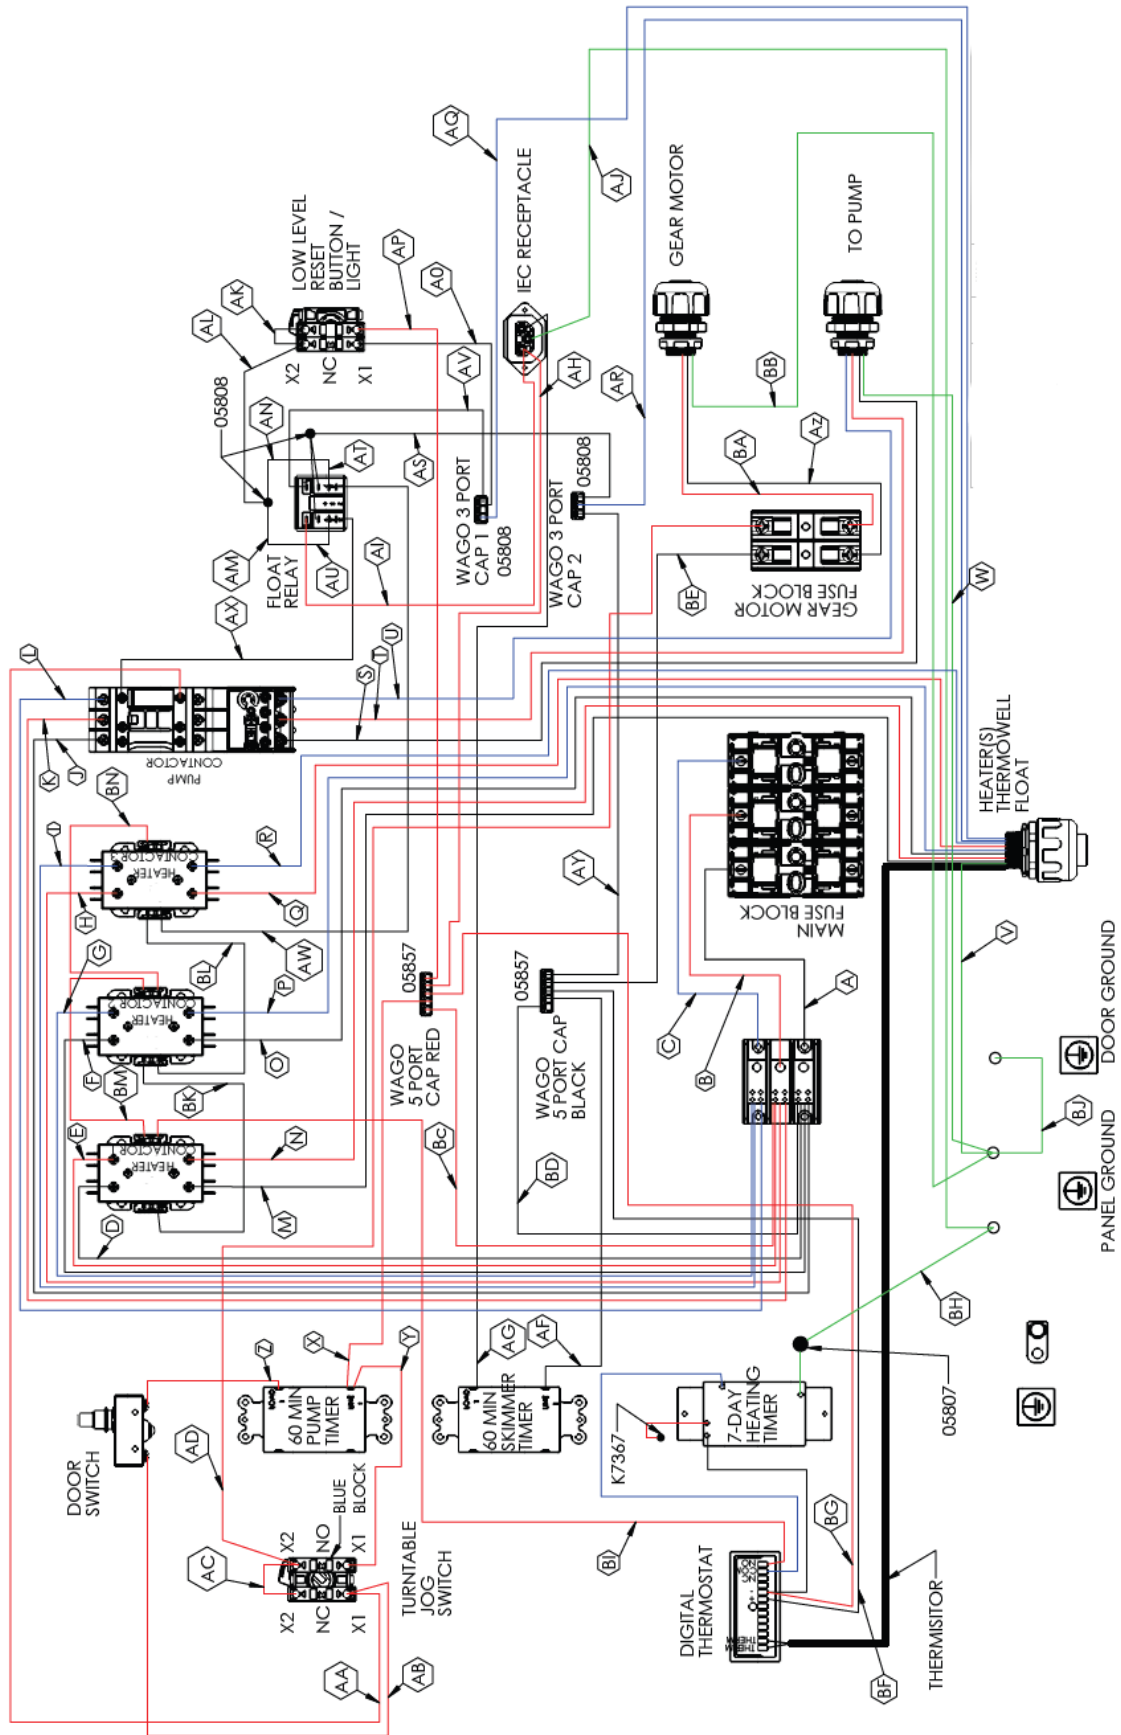 AQ
AJ
GEAR MOTOR
TO PUMP
IEC RECEPTACLE
LOW LEVEL
RESET
BUTTON /
LIGHT
AP
A0
AK
AL
X2
NC
X1
AV
AH
AR
BB
05808
AN
AT
AS
BA
Az
WAGO 3 PORT
CAP 1
05808
WAGO 3 PORT
CAP 2
05808
AM
FLOAT
RELAY
AU
AI
BE
GEAR MOTOR
FUSE BLOCK
W
AX
L
K
J
U
T
S
PUMP
CONTACTOR
BN
I
R
H
Q
G
HEATER
CONTACTOR 3
AW
BL
AY
MAIN
FUSE BLOCK
HEATER(S)
THERMOWELL
FLOAT
P
O
F
HEATER
CONTACTOR
BM
BK
05857
WAGO
5 PORT
CAP RED
05857
WAGO
5 PORT CAP
BLACK
C
B
A
V
E
N
D
M
HEATER
CONTACTOR
Bc
BD
DOOR GROUND
BJ
PANEL GROUND
BH
X
Z
Y
AG
AF
60 MIN
PUMP
TIMER
60 MIN
SKIMMER
TIMER
7-DAY
HEATING
TIMER
K7367
05807
DOOR
SWITCH
AD
AC
X2
NO
X1
BLUE
BLOCK
X2
NC
X1
TURNTABLE
JOG
SWITCH
AA
AB
BI
BG
BF
DIGITAL
THERMOSTAT
THERM
THERM
THERMISITOR